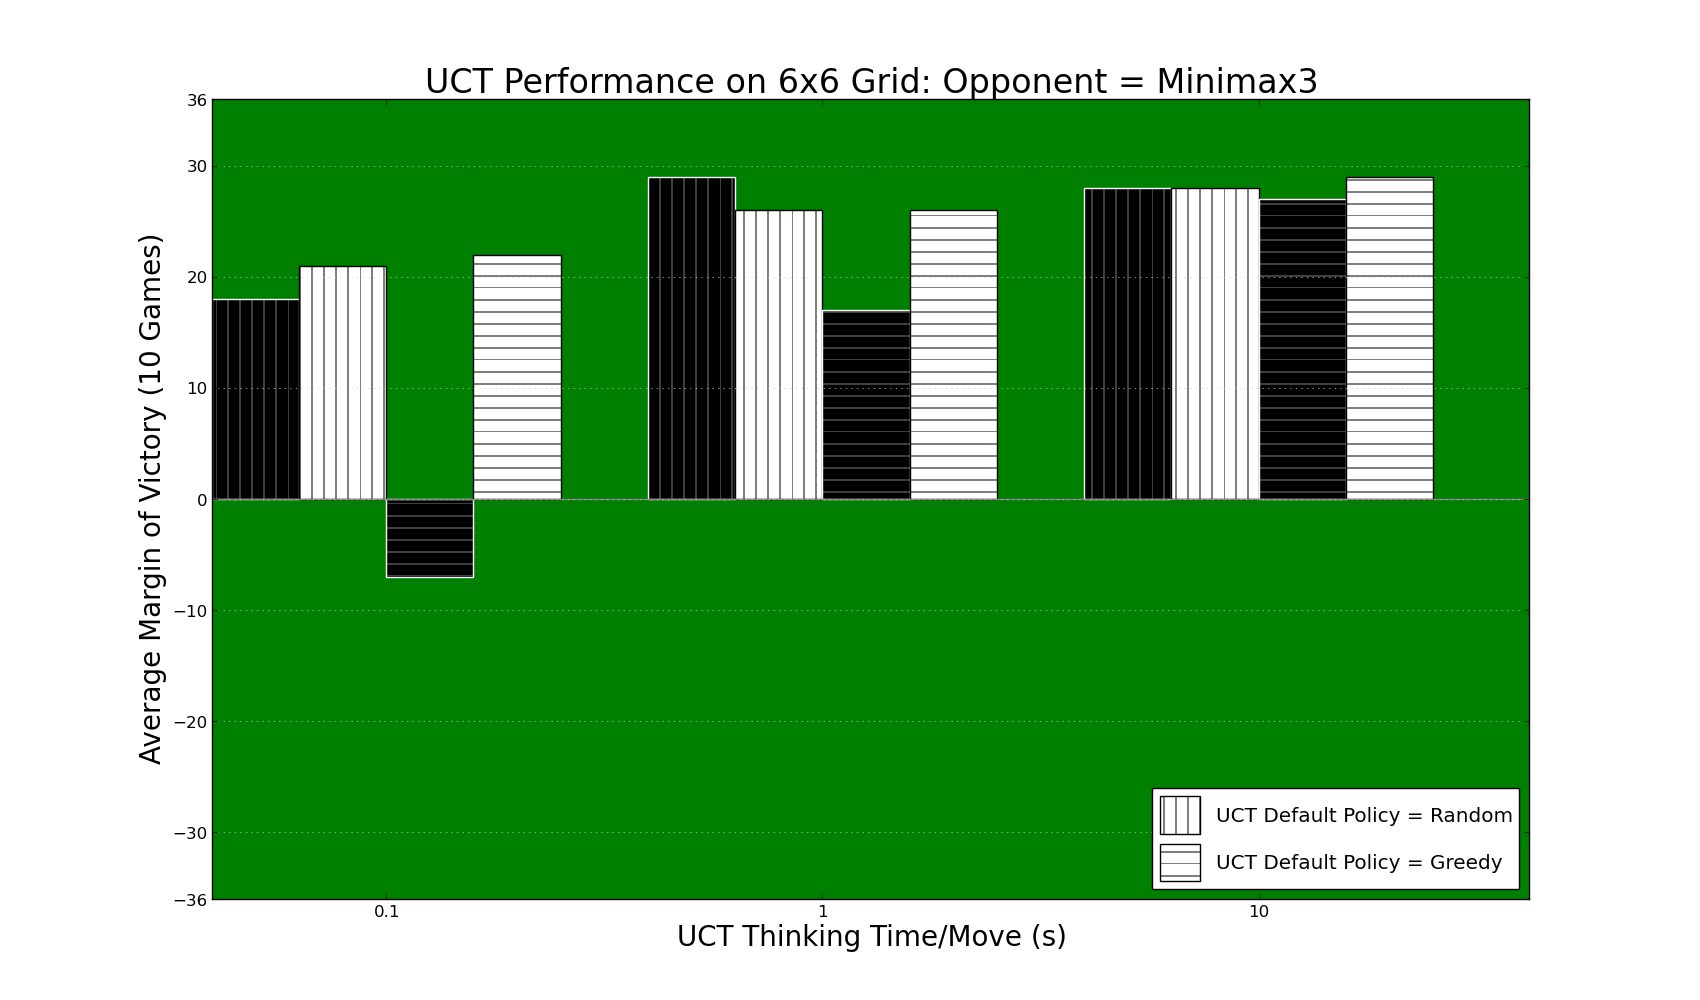 UCT Performance on 6x6 Grid: Opponent = Minimax3
Average Margin of Victory (10 Games)
36
30
20
10
0
−10
−20
−30
−36
0.1
1
10
UCT Thinking Time/Move (s)
UCT Default Policy = Random
UCT Default Policy = Greedy